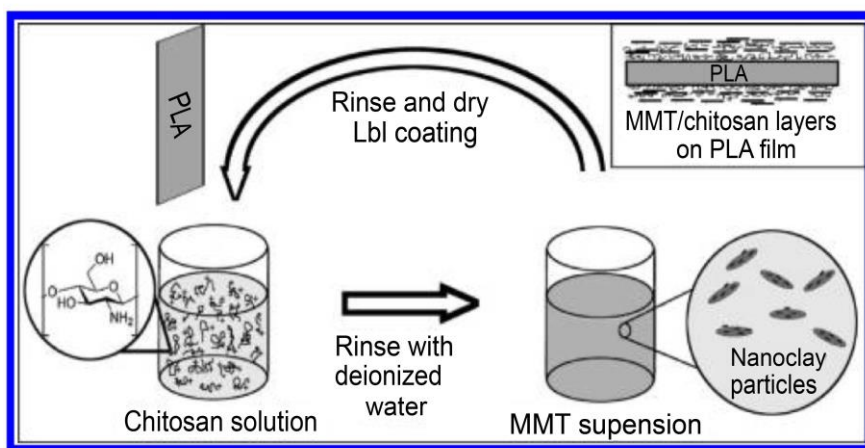 PLA
Rinse and dry
Lbl coating
PLA
MMT/chitosan layers
on PLA film
OH
O
O
HO
NH2
Rinse with
deionized
water
Chitosan solution
MMT supension
Nanoclay
particles